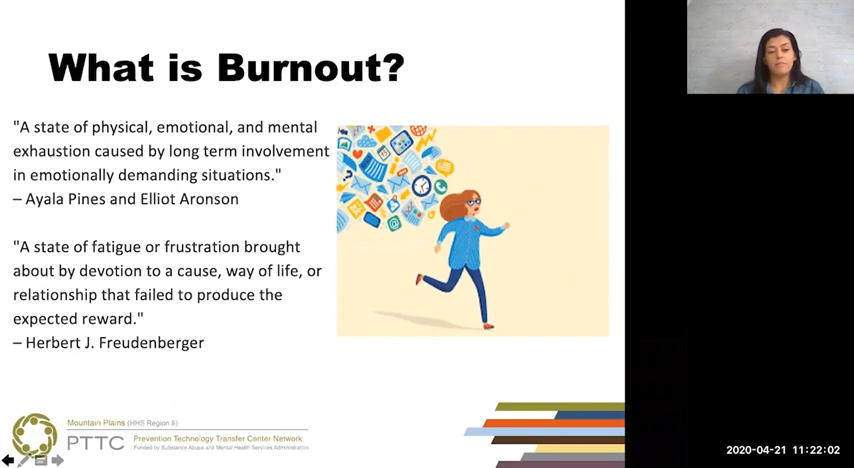 What is Burnout?
"A state of physical, emotional, and mental
exhaustion caused by long term involvement
in emotionally demanding situations."
– Ayala Pines and Elliot Aronson
"A state of fatigue or frustration brought
about by devotion to a cause, way of life, or
relationship that failed to produce the
expected reward."
– Herbert J. Freudenberger
Mountain Plains (HHS Region 8)
PTTC
Prevention Technology Transfer Center Network
Funded by Substance Abuse and Mental Health Services Administration
2020-04-21 11:22:02